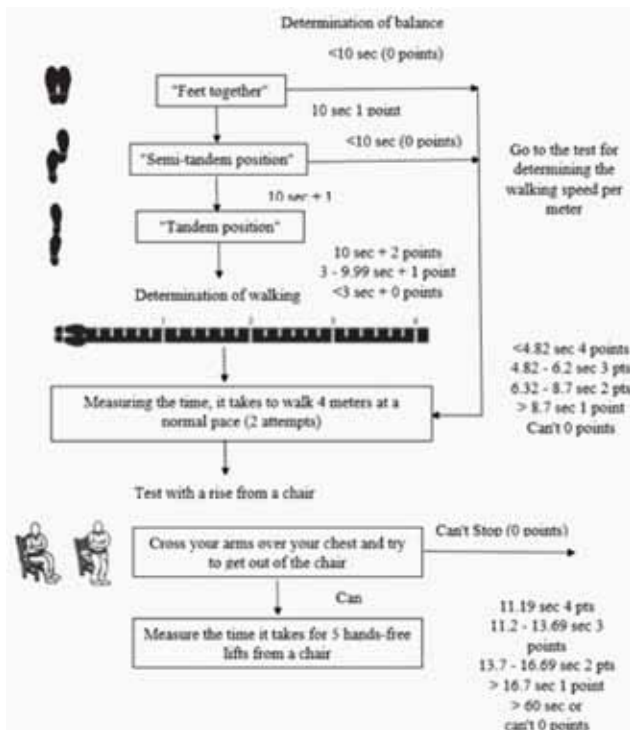 Determination of balance
<10 sec (0 points)
"Feet together"
10 sec 1 point
<10 sec (0 points)
"Semi-tandem position"
Go to the test for
determining the
walking speed per
meter
10 sec + 1
"Tandem position"
10 sec + 2 points
3 - 9.99 sec + 1 point
<3 sec + 0 points
Determination of walking
<4.82 sec 4 points
4.82 - 6.2 sec 3 pts
6.32 - 8.7 sec 2 pts
> 8.7 sec 1 point
Can't 0 points
Measuring the time, it takes to walk 4 meters at a
normal pace (2 attempts)
Test with a rise from a chair
Can't Stop (0 points)
Cross your arms over your chest and try
to get out of the chair
Can
Measure the time it takes for 5 hands-free
lifts from a chair
11.19 sec 4 pts
11.2 - 13.69 sec 3
points
13.7 - 16.69 sec 2 pts
> 16.7 sec 1 point
> 60 sec or
can't 0 points